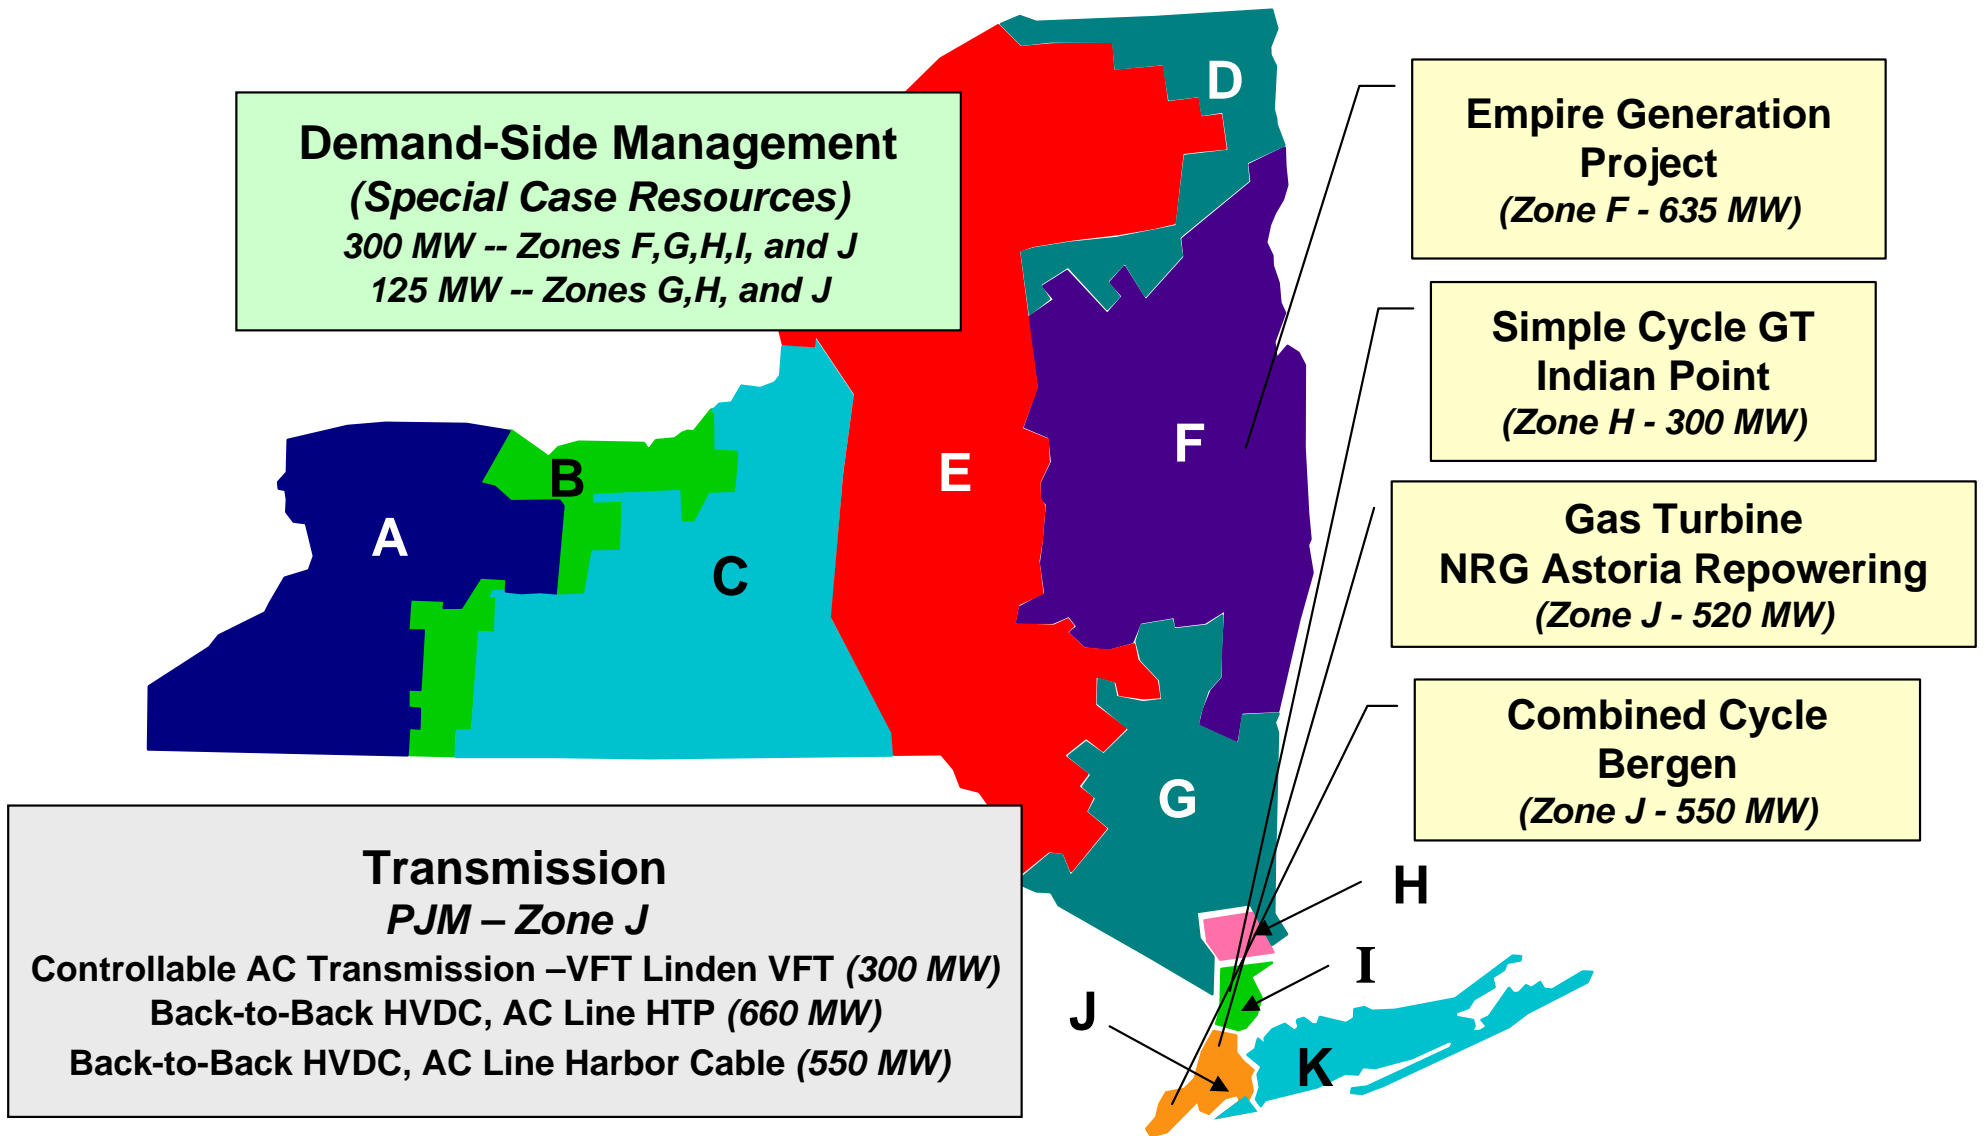 Demand-Side Management
(Special Case Resources)
300 MW -- Zones F,G,H,I, and J
125 MW -- Zones G,H, and J
Empire Generation
Project
(Zone F - 635 MW)
Simple Cycle GT
Indian Point
(Zone H - 300 MW)
Gas Turbine
NRG Astoria Repowering
(Zone J - 520 MW)
Combined Cycle
Bergen
(Zone J - 550 MW)
Transmission
PJM – Zone J
Controllable AC Transmission –VFT Linden VFT (300 MW)
Back-to-Back HVDC, AC Line HTP (660 MW)
Back-to-Back HVDC, AC Line Harbor Cable (550 MW)
A
B
C
D
E
F
G
H
I
J
K